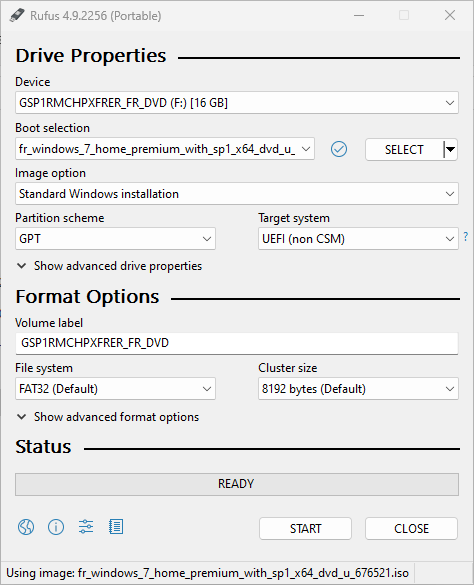 Rufus 4.9.2256 (Portable)
Drive Properties
Device
GSP1RMCHPXFRER_FR_DVD (F:) [16 GB]
Boot selection
fr_windows_7_home_premium_with_sp1_x64_dvd_u_
SELECT
Image option
Standard Windows installation
Partition scheme
Target system
GPT
UEFI (non CSM)
?
Show advanced drive properties
Format Options
Volume label
GSP1RMCHPXFRER_FR_DVD
File system
Cluster size
FAT32 (Default)
8192 bytes (Default)
Show advanced format options
Status
READY
START
CLOSE
Using image: fr_windows_7_home_premium_with_sp1_x64_dvd_u_676521.iso